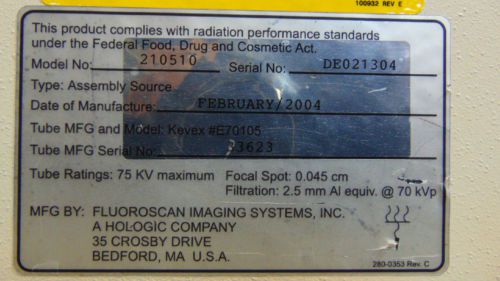 100932 REV E
This product complies with radiation performance standards
under the Federal Food, Drug and Cosmetic Act.
Model No: 210510 Serial No: DE021304
Type: Assembly Source
Date of Manufacture: FEBRUARY/2004
Tube MFG and Model: Kevex #E70105
Tube MFG Serial No: 33623
Tube Ratings: 75 KV maximum Focal Spot: 0.045 cm
Filtration: 2.5 mm Al equiv. @ 70 kVp
MFG BY: FLUOROSCAN IMAGING SYSTEMS, INC.
A HOLOGIC COMPANY
35 CROSBY DRIVE
BEDFORD, MA U.S.A.
280-0353 Rev. C